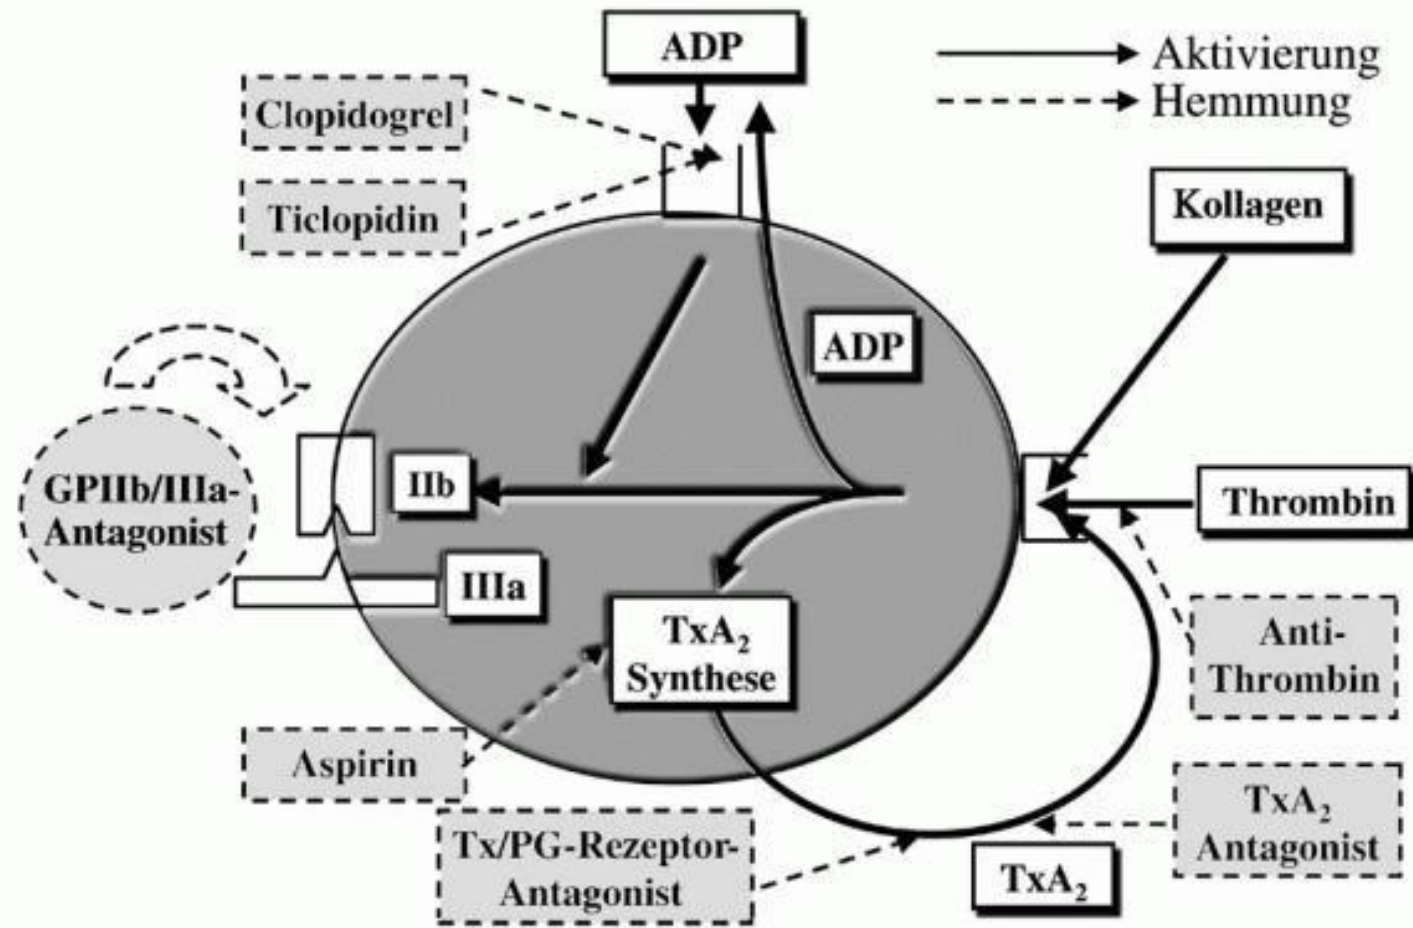 ADP
Aktivierung
Hemmung
Clopidogrel
Ticlopidin
Kollagen
ADP
GPIIb/IIIa-
Antagonist
IIb
IIIa
Thrombin
TxA₂
Synthese
Anti-
Thrombin
Aspirin
Tx/PG-Rezeptor-
Antagonist
TxA₂
TxA₂
Antagonist